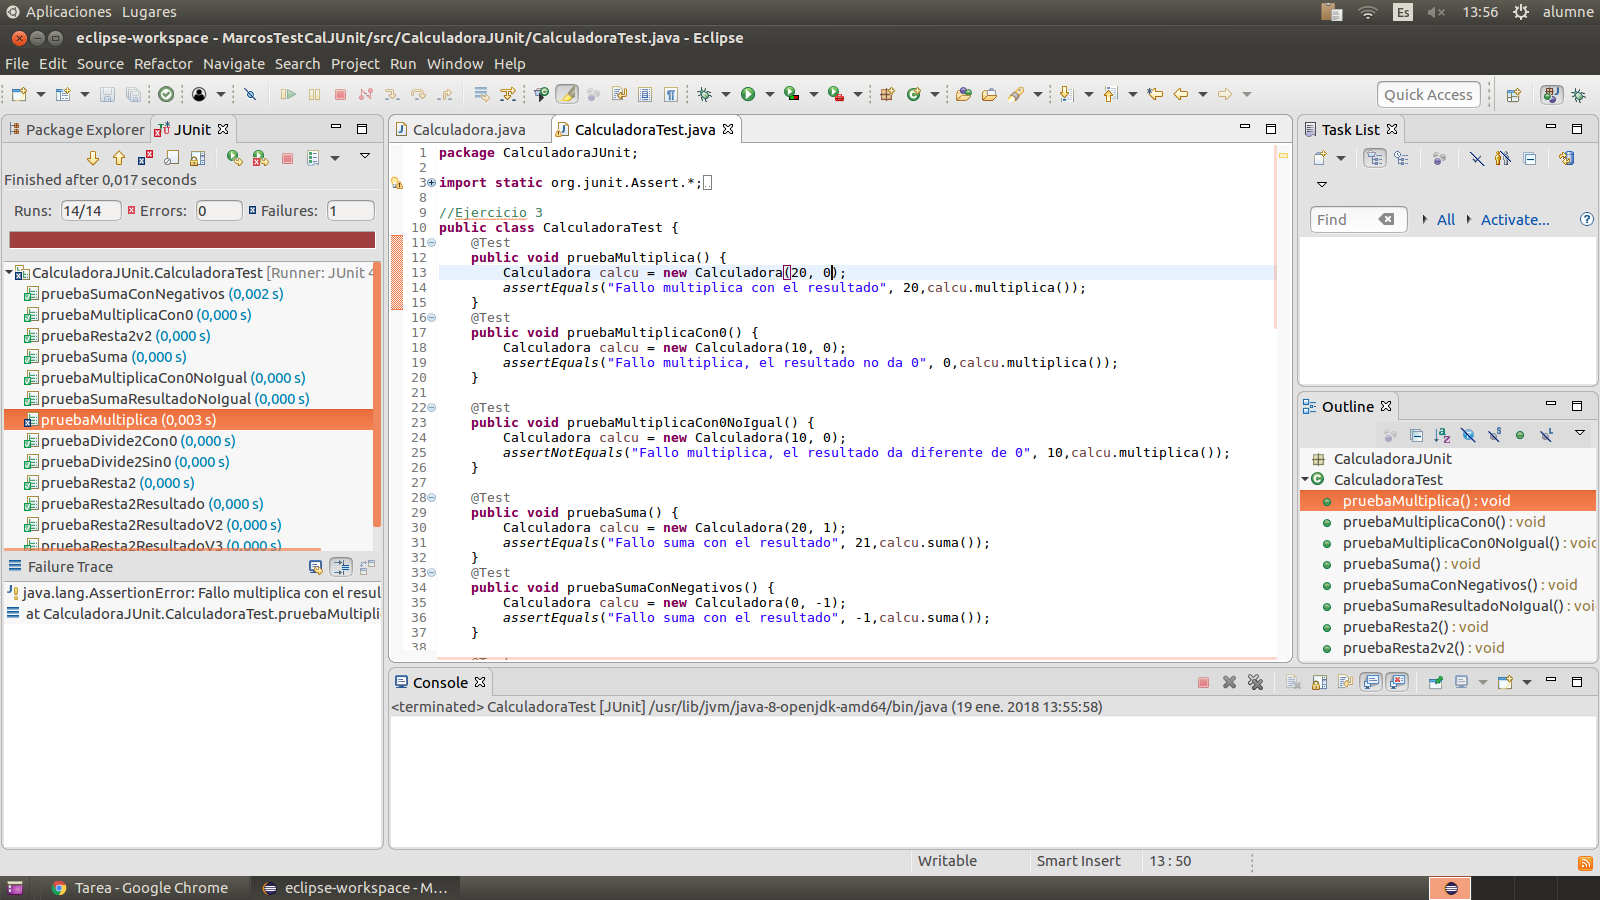 Aplicaciones Lugares
Es 13:56 alumne
eclipse-workspace - MarcosTestCalJUnit/src/CalculadoraJUnit/CalculadoraTest.java - Eclipse
File Edit Source Refactor Navigate Search Project Run Window Help
Quick Access
Package Explorer JUnit
Finished after 0,017 seconds
Runs: 14/14 Errors: 0 Failures: 1
CalculadoraJUnit.CalculadoraTest [Runner: JUnit 4
pruebaSumaConNegativos (0,002 s)
pruebaMultiplicaCon0 (0,000 s)
pruebaResta2v2 (0,000 s)
pruebaSuma (0,000 s)
pruebaMultiplicaCon0NoIgual (0,000 s)
pruebaSumaResultadoNoIgual (0,000 s)
pruebaMultiplica (0,003 s)
pruebaDivide2Con0 (0,000 s)
pruebaDivide2Sin0 (0,000 s)
pruebaResta2 (0,000 s)
pruebaResta2Resultado (0,000 s)
pruebaResta2ResultadoV2 (0,000 s)
pruebaResta2ResultadoV3 (0,000 s)
Failure Trace
java.lang.AssertionError: Fallo multiplica con el resul
at CalculadoraJUnit.CalculadoraTest.pruebaMultipli
Calculadora.java CalculadoraTest.java
1 package CalculadoraJUnit;
2
3 import static org.junit.Assert.*;
8
9 //Ejercicio 3
10 public class CalculadoraTest {
11 @Test
12 public void pruebaMultiplica() {
13 Calculadora calcu = new Calculadora(20, 0);
14 assertEquals("Fallo multiplica con el resultado", 20,calcu.multiplica());
15 }
16 @Test
17 public void pruebaMultiplicaCon0() {
18 Calculadora calcu = new Calculadora(10, 0);
19 assertEquals("Fallo multiplica, el resultado no da 0", 0,calcu.multiplica());
20 }
21
22 @Test
23 public void pruebaMultiplicaCon0NoIgual() {
24 Calculadora calcu = new Calculadora(10, 0);
25 assertNotEquals("Fallo multiplica, el resultado da diferente de 0", 10,calcu.multiplica());
26 }
27
28 @Test
29 public void pruebaSuma() {
30 Calculadora calcu = new Calculadora(20, 1);
31 assertEquals("Fallo suma con el resultado", 21,calcu.suma());
32 }
33 @Test
34 public void pruebaSumaConNegativos() {
35 Calculadora calcu = new Calculadora(0, -1);
36 assertEquals("Fallo suma con el resultado", -1,calcu.suma());
37 }
38
Task List
Find All Activate...
Outline
CalculadoraJUnit
CalculadoraTest
pruebaMultiplica() : void
pruebaMultiplicaCon0() : void
pruebaMultiplicaCon0NoIgual() : voic
pruebaSuma() : void
pruebaSumaConNegativos() : void
pruebaSumaResultadoNoIgual() : voi
pruebaResta2() : void
pruebaResta2v2() : void
Console
<terminated> CalculadoraTest [JUnit] /usr/lib/jvm/java-8-openjdk-amd64/bin/java (19 ene. 2018 13:55:58)
Writable Smart Insert 13 : 50
Tarea - Google Chrome eclipse-workspace - M...